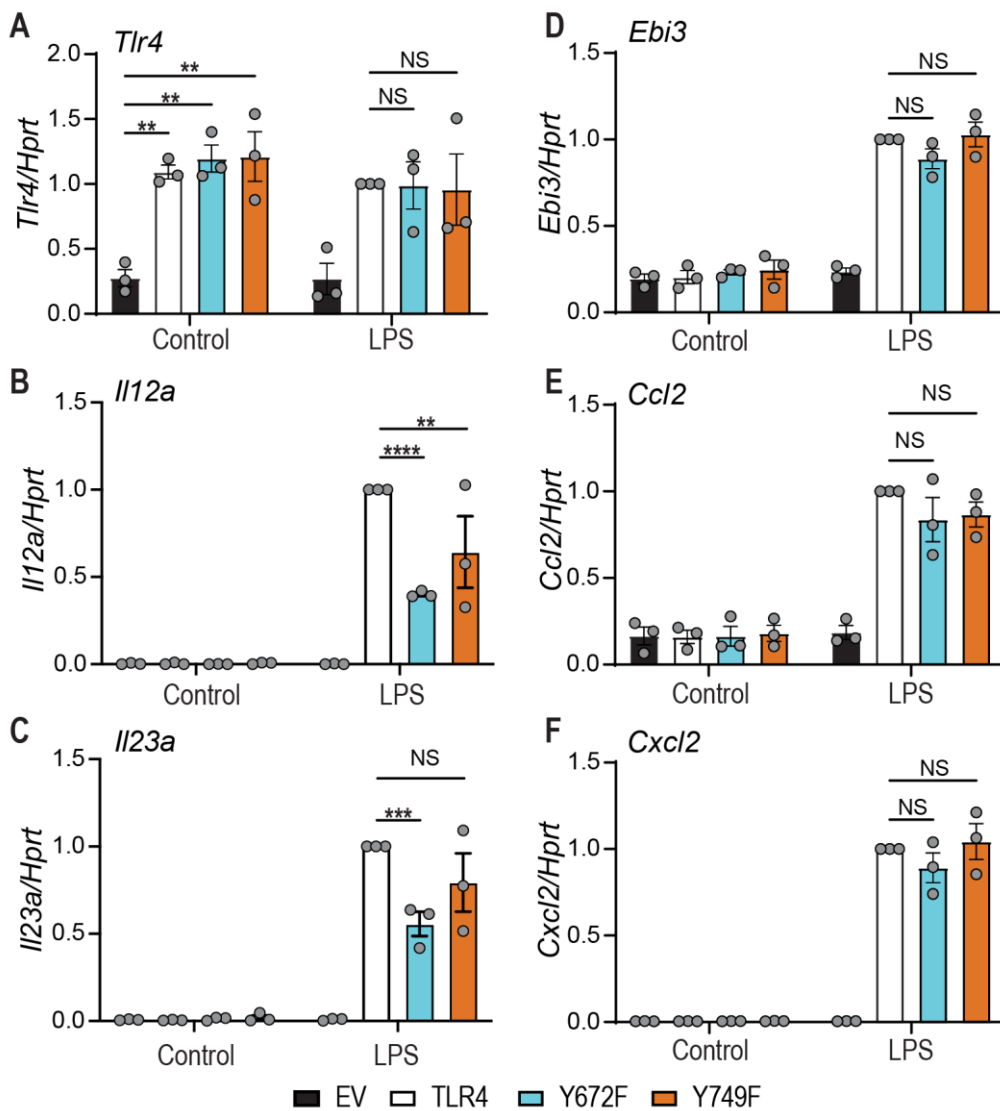 A
Tlr4
Tlr4/Hprt
2.0
1.5
1.0
0.5
0.0
**
**
**
NS
NS
Control
LPS
B
Il12a
Il12a/Hprt
1.5
1.0
0.5
0.0
**
****
Control
LPS
C
Il23a
Il23a/Hprt
1.5
1.0
0.5
0.0
NS
***
Control
LPS
D
Ebi3
Ebi3/Hprt
1.5
1.0
0.5
0.0
NS
NS
Control
LPS
E
Ccl2
Ccl2/Hprt
1.5
1.0
0.5
0.0
NS
NS
Control
LPS
F
Cxcl2
Cxcl2/Hprt
1.5
1.0
0.5
0.0
NS
NS
Control
LPS
EV TLR4 Y672F Y749F